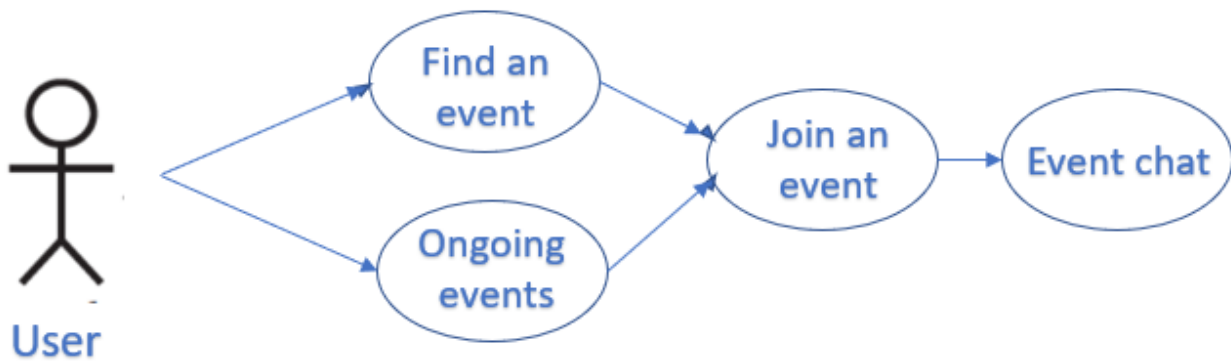 Find an
event
Join an
event
Event chat
Ongoing
events
User